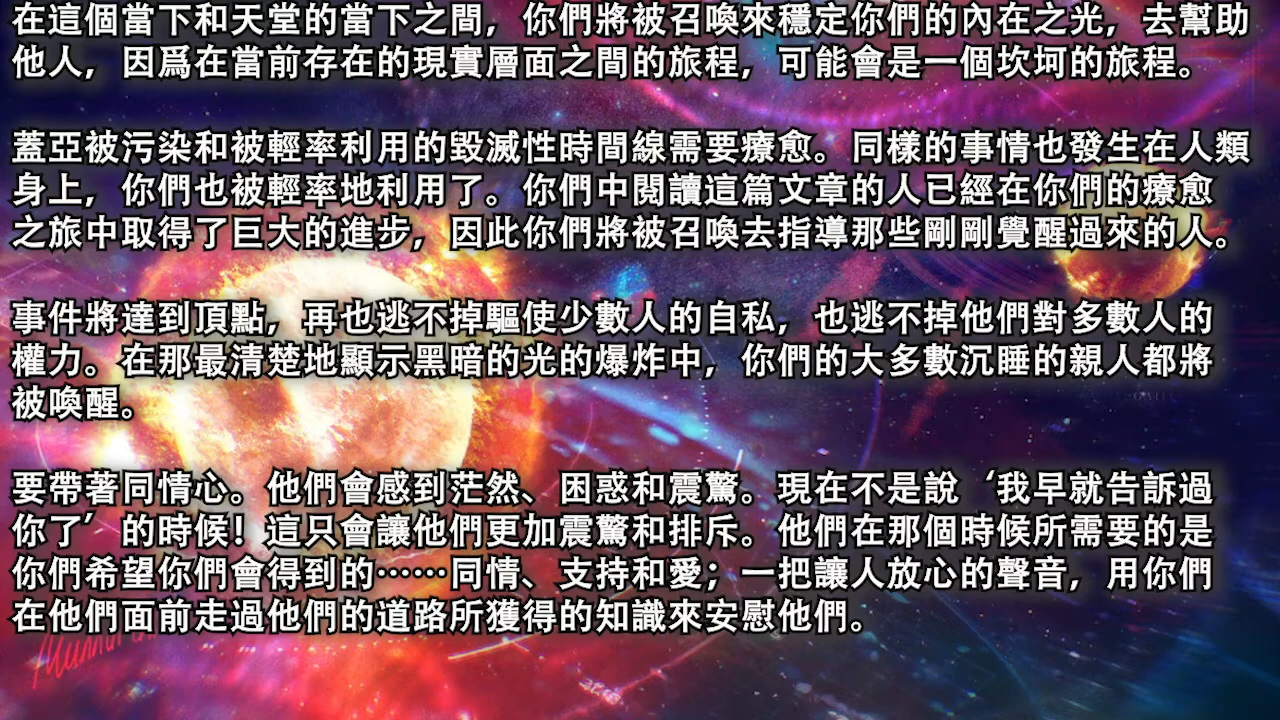 在這個當下和天堂的當下之間，你們將被召喚來穩定你們的內在之光，去幫助
他人，因爲在當前存在的現實層面之間的旅程，可能會是一個坎坷的旅程。
蓋亞被污染和被輕率利用的毀滅性時間線需要療愈。同樣的事情也發生在人類
身上，你們也被輕率地利用了。你們中閱讀這篇文章的人已經在你們的療愈
之旅中取得了巨大的進步，因此你們將被召喚去指導那些剛剛覺醒過來的人。
事件將達到頂點，再也逃不掉驅使少數人的自私，也逃不掉他們對多數人的
權力。在那最清楚地顯示黑暗的光的爆炸中，你們的大多數沉睡的親人都將
被喚醒。
要帶著同情心。他們會感到茫然、困惑和震驚。現在不是說‘我早就告訴過
你了’的時候！這只會讓他們更加震驚和排斥。他們在那個時候所需要的是
你們希望你們會得到的……同情、支持和愛；一把讓人放心的聲音，用你們
在他們面前走過他們的道路所獲得的知識來安慰他們。